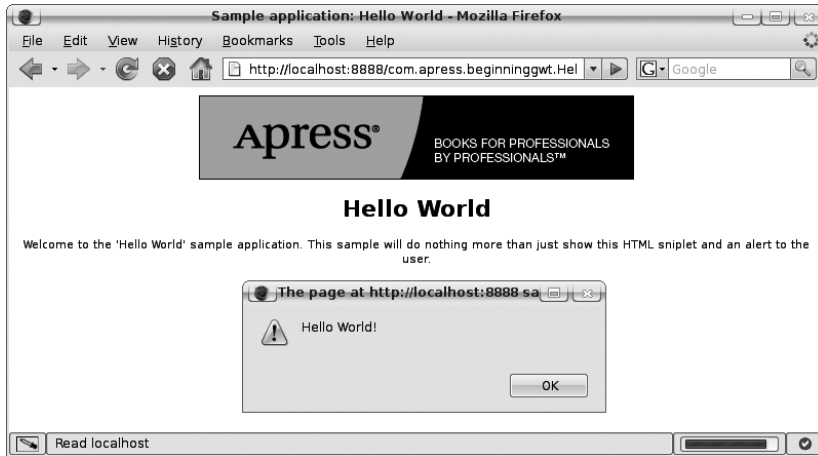 Sample application: Hello World - Mozilla Firefox
File Edit View History Bookmarks Tools Help
http://localhost:8888/com.apress.beginninggwt.Hel G Google
Apress®
BOOKS FOR PROFESSIONALS
BY PROFESSIONALS™
Hello World
Welcome to the 'Hello World' sample application. This sample will do nothing more than just show this HTML sniplet and an alert to the
user.
The page at http://localhost:8888 sa
Hello World!
OK
Read localhost